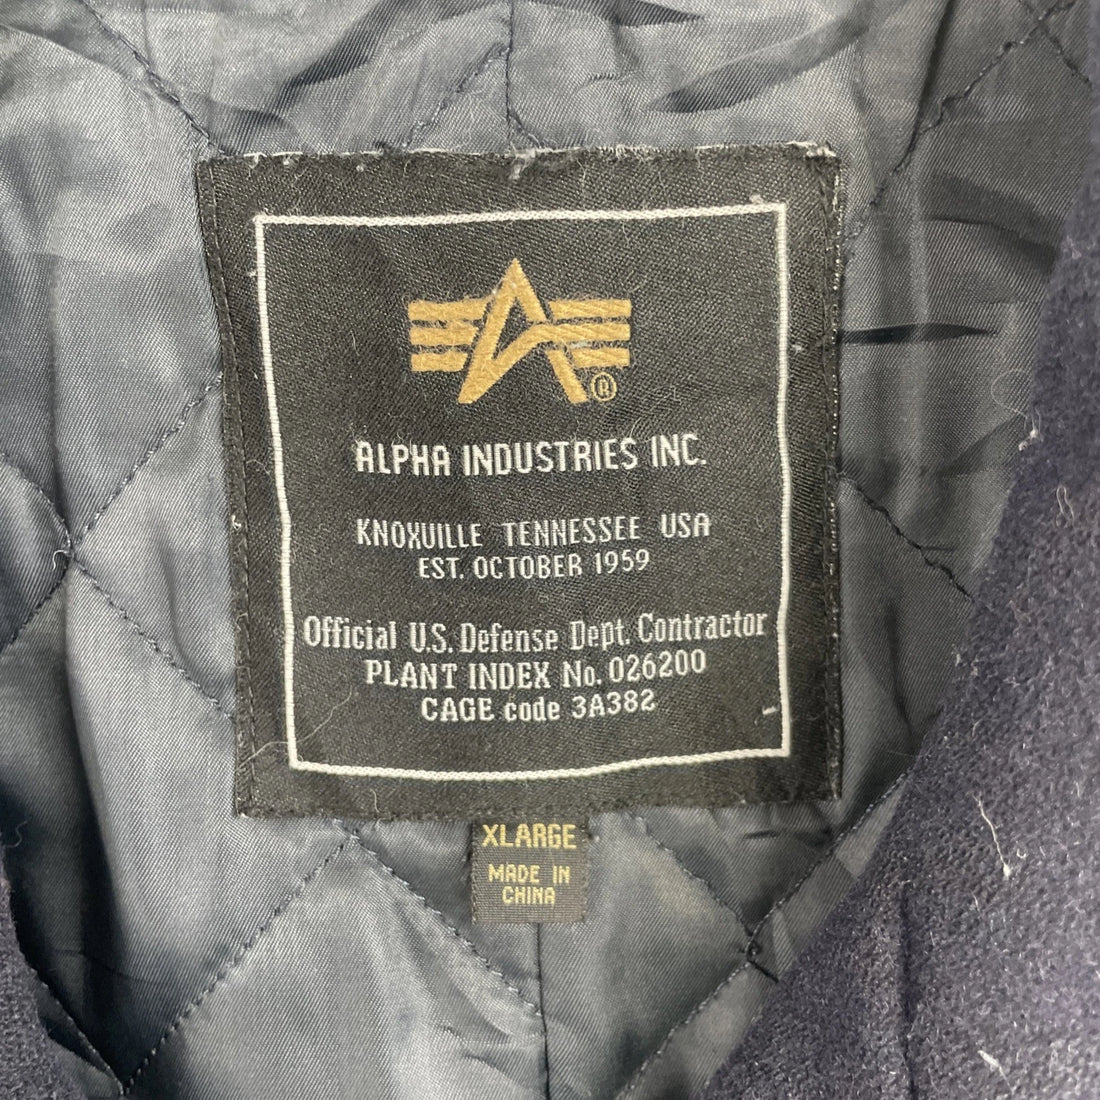 ®
ALPHA INDUSTRIES INC.
KNOXVILLE TENNESSEE USA
EST. OCTOBER 1959
Official U.S. Defense Dept. Contractor
PLANT INDEX No. 026200
CAGE code 3A382
XLARGE
MADE IN
CHINA